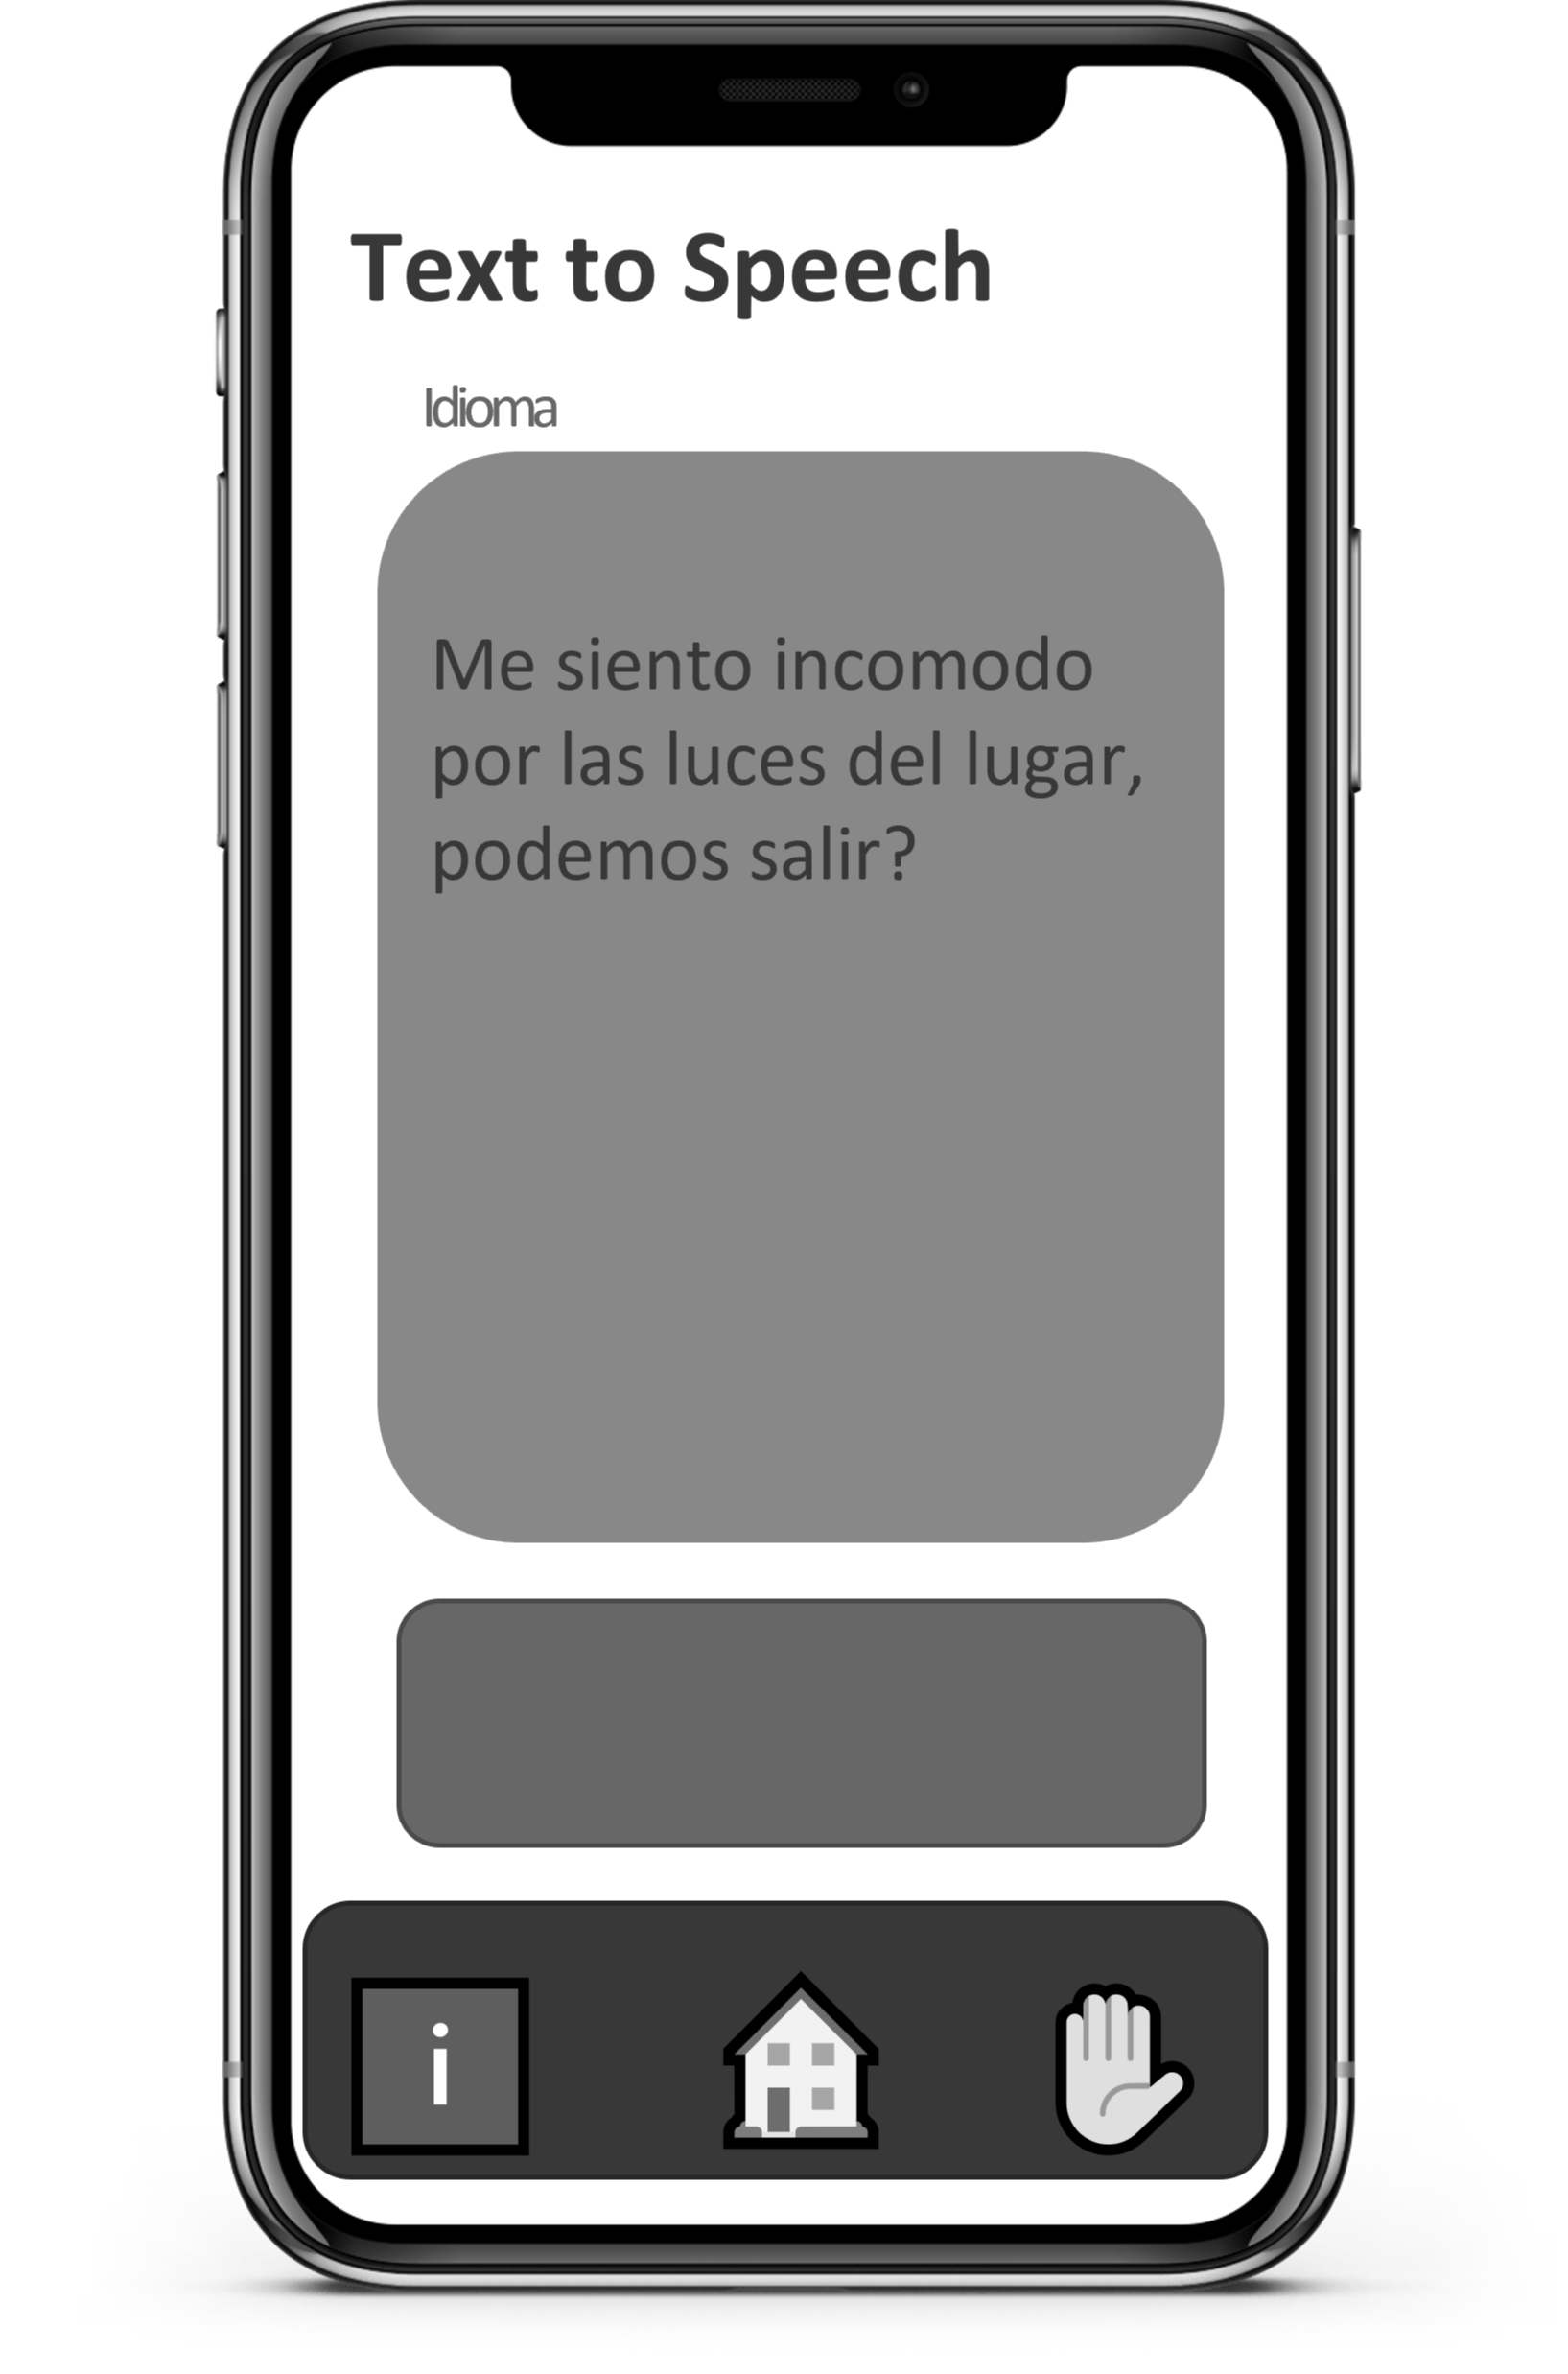 Text to Speech
Idioma
Me siento incomodo
por las luces del lugar,
podemos salir?
i